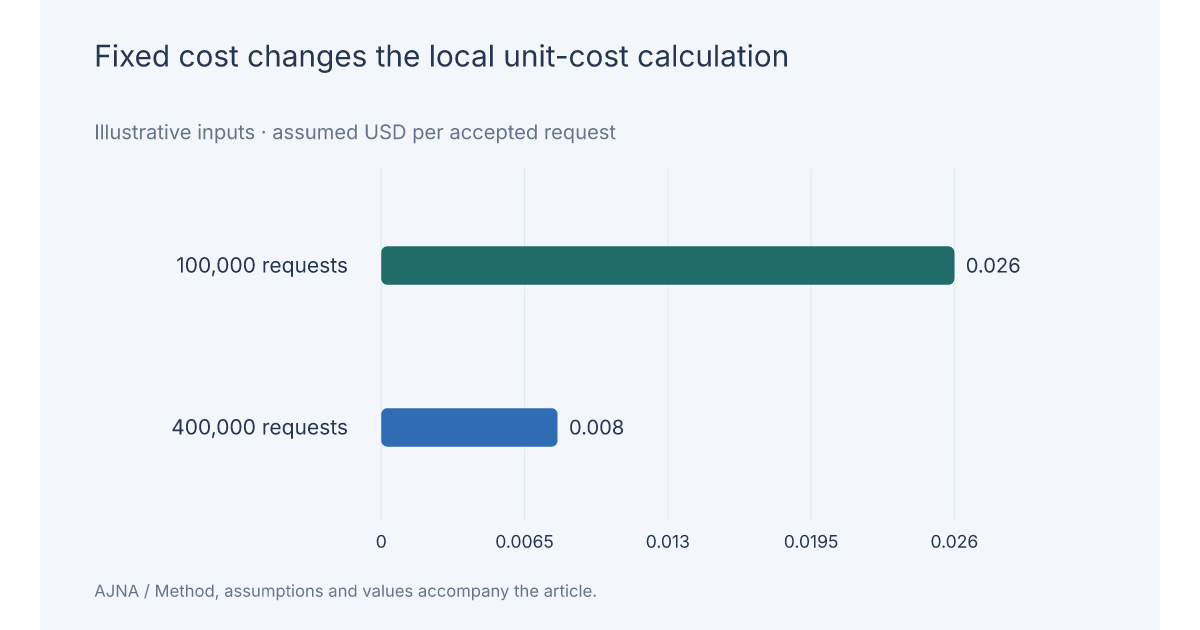 Fixed cost changes the local unit-cost calculation
Illustrative inputs · assumed USD per accepted request
100,000 requests 0.026
400,000 requests 0.008
0 0.0065 0.013 0.0195 0.026
AJNA / Method, assumptions and values accompany the article.